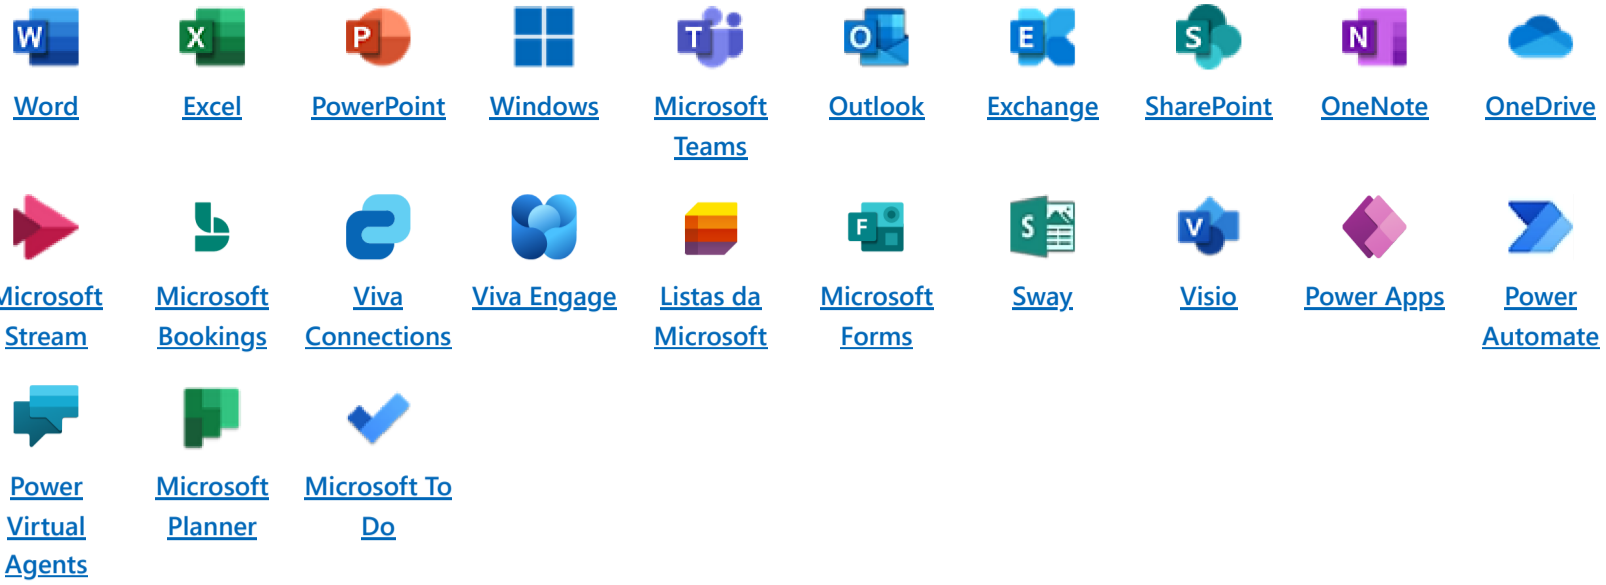 Word
Excel
PowerPoint
Windows
Microsoft
Teams
Outlook
Exchange
SharePoint
OneNote
OneDrive
Microsoft
Stream
Microsoft
Bookings
Viva
Connections
Viva Engage
Listas da
Microsoft
Microsoft
Forms
Sway
Visio
Power Apps
Power
Automate
Power
Virtual
Agents
Microsoft
Planner
Microsoft To
Do